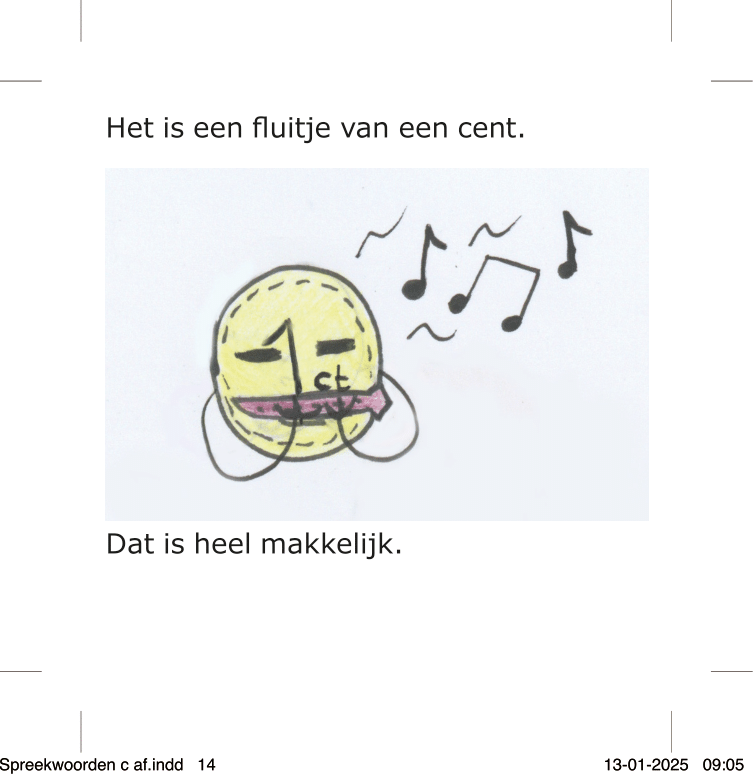 Het is een fluitje van een cent.
1
ct
Dat is heel makkelijk.
Spreekwoorden c af.indd 14
13-01-2025 09:05